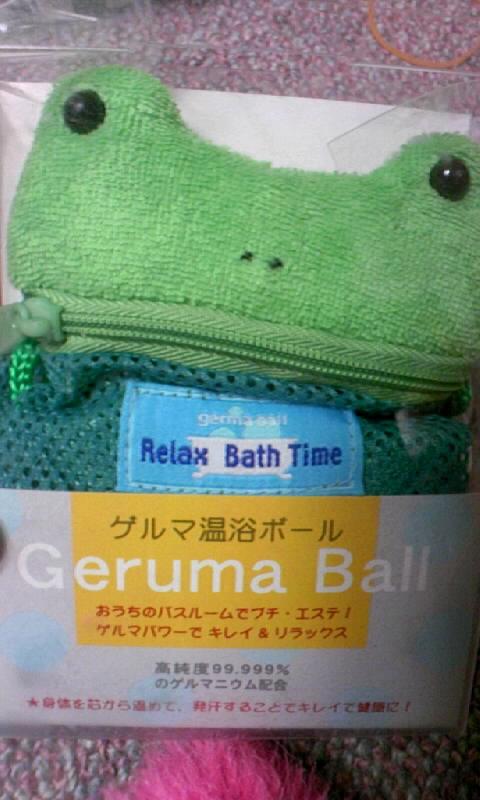 germa ball
Relax Bath Time
ゲルマ温浴ボール
Geruma Ball
おうちのバスルームでプチ・エステ！
ゲルマパワーで キレイ＆リラックス
高純度99.999%
のゲルマニウム配合
★身体を芯から温めて、発汗することでキレイで健康に！